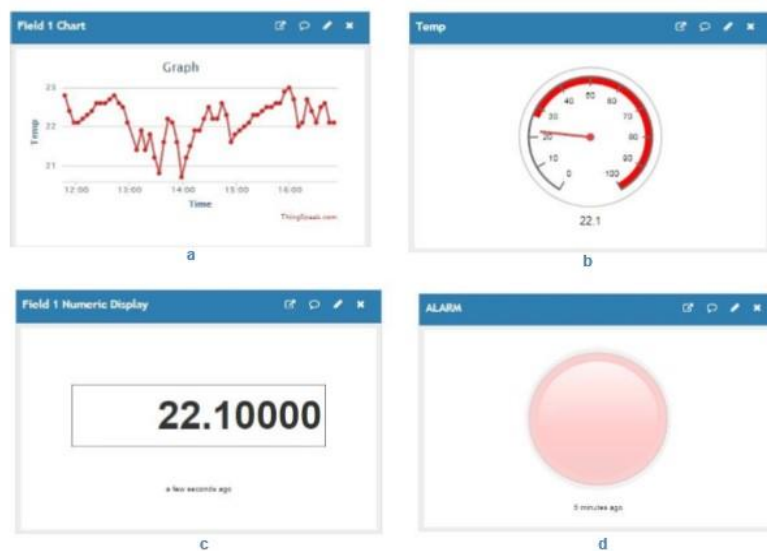 Field 1 Chart
Graph
23
22
21
Temp
12:00 13:00 14:00 15:00 16:00
Time
ThingSpeak.com
a
Temp
0 10 20 30 40 50 60 70 80 90 100
22.1
b
Field 1 Numeric Display
22.10000
a few seconds ago
c
ALARM
5 minutes ago
d